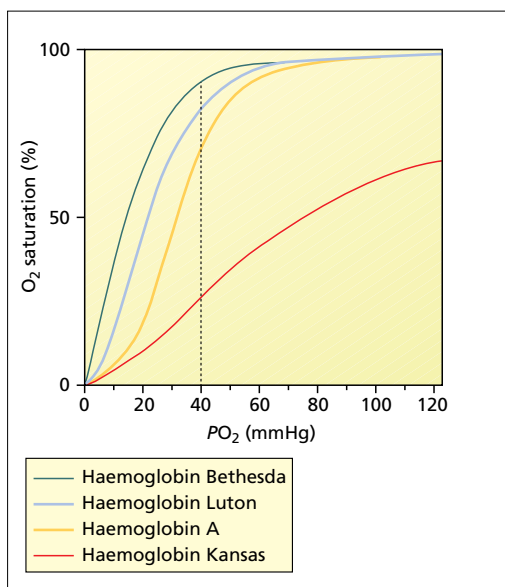 100
50
0
O2 saturation (%)
0 20 40 60 80 100 120
PO2 (mmHg)
Haemoglobin Bethesda
Haemoglobin Luton
Haemoglobin A
Haemoglobin Kansas